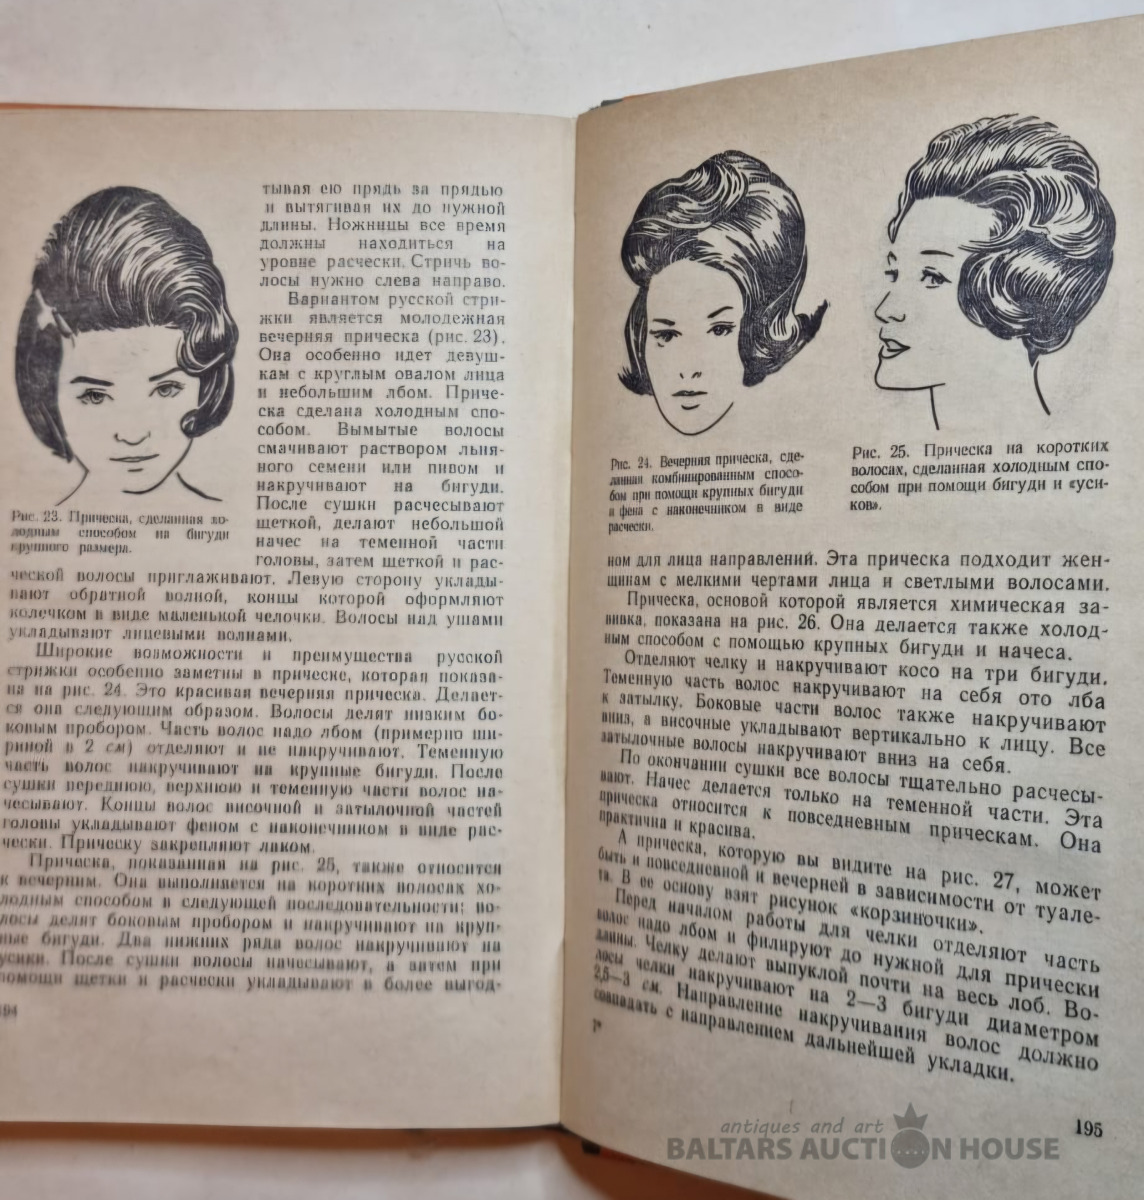 тывая ею прядь за прядью
и вытягивая их до нужной
длины. Ножницы все время
должны находиться на
уровне расчески. Стричь во-
лосы нужно слева направо.
Вариантом русской стри-
жки является молодежная
вечерняя прическа (рис. 23).
Она особенно идет девуш-
кам с круглым овалом лица
и небольшим лбом. Приче-
ска сделана холодным спо-
собом. Вымытые волосы
смачивают раствором льня-
ного семени или пивом и
накручивают на бигуди.
После сушки расчесывают
щеткой, делают небольшой
начес на теменной части
головы, затем щеткой и рас-
Рис. 23. Прическа, сделанная хо-
лодным способом на бигуди
крупного размера.
ческой волосы приглаживают. Левую сторону уклады-
вают обратной волной, концы которой оформляют
колечком в виде маленькой челочки. Волосы над ушами
укладывают лицевыми волнами.
Широкие возможности и преимущества русской
стрижки особенно заметны в прическе, которая показа-
на на рис. 24. Это красивая вечерняя прическа. Делает-
ся она следующим образом. Волосы делят низким бо-
ковым пробором. Часть волос надо лбом (примерно ши-
риной в 2 см) отделяют и не накручивают. Теменную
часть волос накручивают на крупные бигуди. После
сушки переднюю, верхнюю и теменную части волос на-
чесывают. Концы волос височной и затылочной частей
головы укладывают феном с наконечником в виде рас-
чески. Прическу закрепляют лаком.
Прическа, показанная на рис. 25, также относится
к вечерним. Она выполняется на коротких волосах хо-
лодным способом в следующей последовательности: во-
лосы делят боковым пробором и накручивают на круп-
ные бигуди. Два нижних ряда волос накручивают на
усики. После сушки волосы начесывают, а затем при
помощи щетки и расчески укладывают в более выгод-
194
Рис. 24. Вечерняя прическа, сде-
ланная комбинированным спосо-
бом при помощи крупных бигуди
и фена с наконечником в виде
расчески.
Рис. 25. Прическа на коротких
волосах, сделанная холодным спо-
собом при помощи бигуди и «уси-
ков».
ном для лица направлений. Эта прическа подходит жен-
щинам с мелкими чертами лица и светлыми волосами.
Прическа, основой которой является химическая за-
вивка, показана на рис. 26. Она делается также холод-
ным способом с помощью крупных бигуди и начеса.
Отделяют челку и накручивают косо на три бигуди.
Теменную часть волос накручивают на себя ото лба
к затылку. Боковые части волос также накручивают
вниз, а височные укладывают вертикально к лицу. Все
затылочные волосы накручивают вниз на себя.
По окончании сушки все волосы тщательно расчесы-
вают. Начес делается только на теменной части. Эта
прическа относится к повседневным прическам. Она
практична и красива.
А прическа, которую вы видите на рис. 27, может
быть и повседневной и вечерней в зависимости от туале-
та. В ее основу взят рисунок «корзиночки».
Перед началом работы для челки отделяют часть
волос надо лбом и филируют до нужной для прически
длины. Челку делают выпуклой почти на весь лоб. Во-
лосы челки накручивают на 2—3 бигуди диаметром
2,5—3 см. Направление накручивания волос должно
совпадать с направлением дальнейшей укладки.
7*
195
antiques and art
BALTARS AUCTION HOUSE